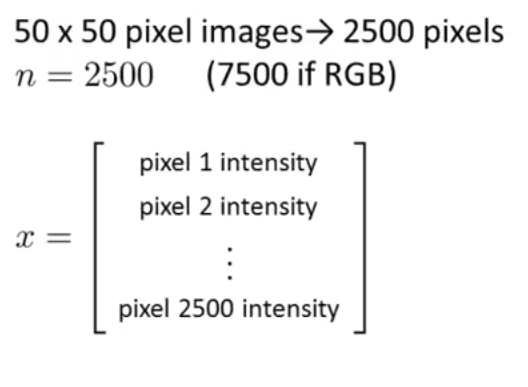 50 x 50 pixel images→ 2500 pixels
n = 2500 (7500 if RGB)
pixel 1 intensity
pixel 2 intensity
x =
⋮
pixel 2500 intensity